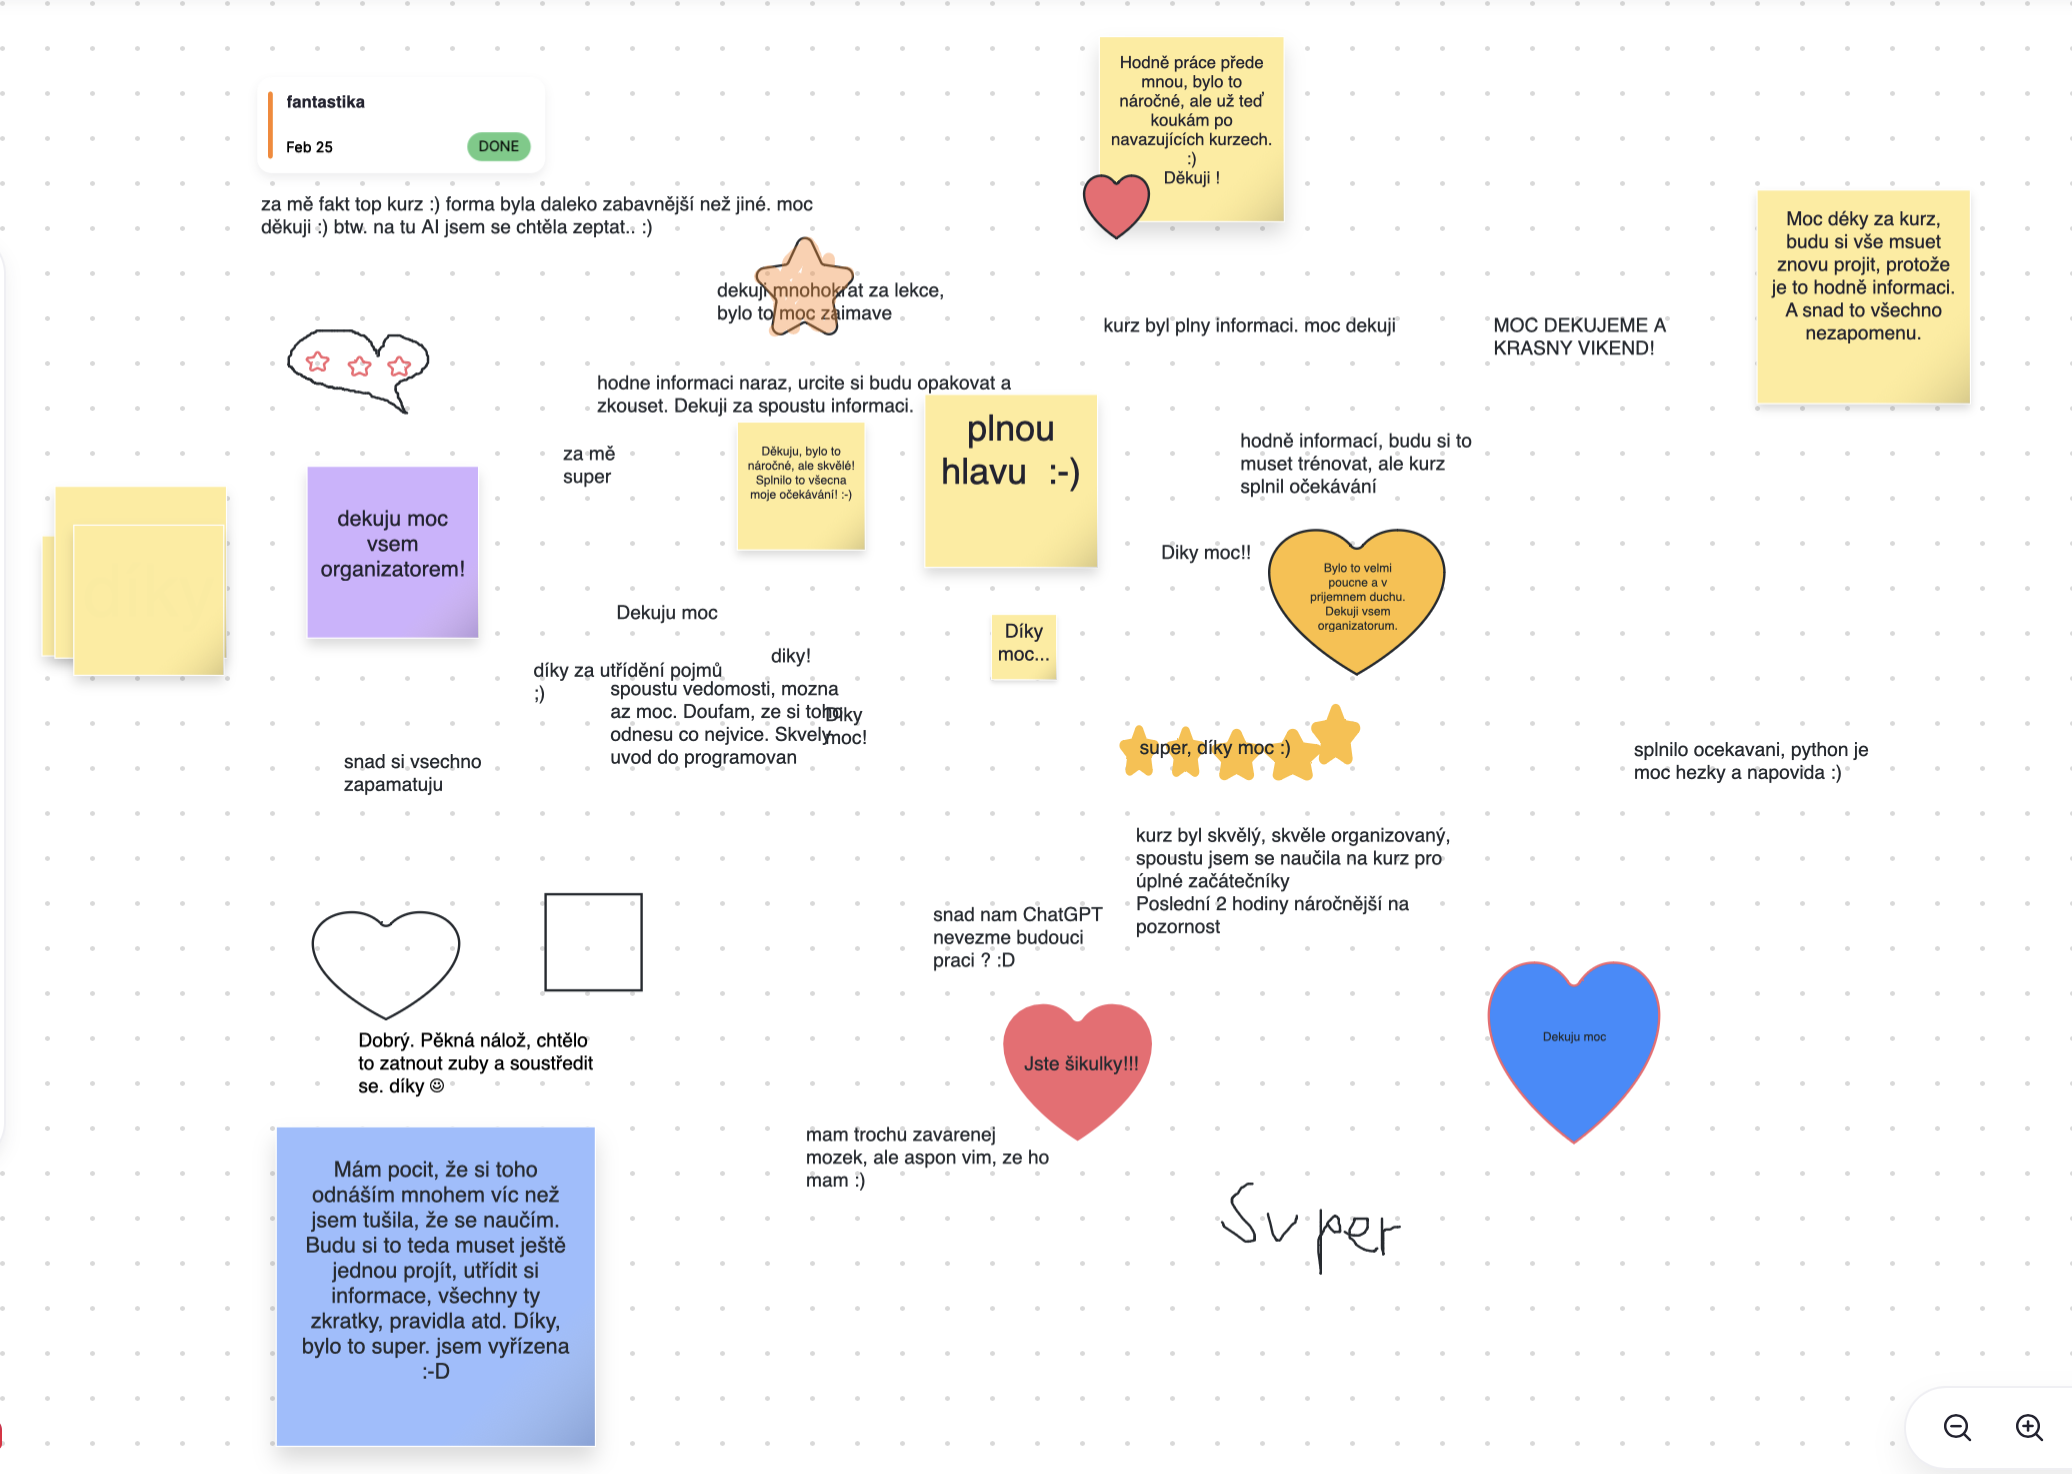 fantastika
Feb 25
DONE
za mě fakt top kurz :) forma byla daleko zabavnější než jiné. moc
děkuji :) btw. na tu AI jsem se chtěla zeptat.. :)
Hodně práce přede
mnou, bylo to
náročné, ale už teď
koukám po
navazujících kurzech.
:)
Děkuji !
Moc déky za kurz,
budu si vše msuet
znovu projit, protože
je to hodně informaci.
A snad to všechno
nezapomenu.
dekuji mnohokrat za lekce,
bylo to moc zaimave
kurz byl plny informaci. moc dekuji
MOC DEKUJEME A
KRASNY VIKEND!
hodne informaci naraz, urcite si budu opakovat a
zkouset. Dekuji za spoustu informaci.
za mě
super
Děkuju, bylo to
náročné, ale skvělé!
Splnilo to všecna
moje očekávání! :-)
plnou
hlavu :-)
hodně informací, budu si to
muset trénovat, ale kurz
splnil očekávání
dekuju moc
vsem
organizatorem!
Diky moc!!
Bylo to velmi
poucne a v
prijemnem duchu.
Dekuji vsem
organizatorum.
Dekuju moc
Díky
moc...
diky!
díky za utřídění pojmů
;)
spoustu vedomosti, mozna
az moc. Doufam, ze si toho
odnesu co nejvice. Skvely
uvod do programovan
Diky
moc!
super, díky moc :)
splnilo ocekavani, python je
moc hezky a napovida :)
snad si vsechno
zapamatuju
kurz byl skvělý, skvěle organizovaný,
spoustu jsem se naučila na kurz pro
úplné začátečníky
Poslední 2 hodiny náročnější na
pozornost
snad nam ChatGPT
nevezme budouci
praci ? :D
Dobrý. Pěkná nálož, chtělo
to zatnout zuby a soustředit
se. díky ☺
Jste šikulky!!!
Dekuju moc
mam trochu zavarenej
mozek, ale aspon vim, ze ho
mam :)
Super
Mám pocit, že si toho
odnáším mnohem víc než
jsem tušila, že se naučím.
Budu si to teda muset ještě
jednou projít, utřídit si
informace, všechny ty
zkratky, pravidla atd. Díky,
bylo to super. jsem vyřízena
:-D